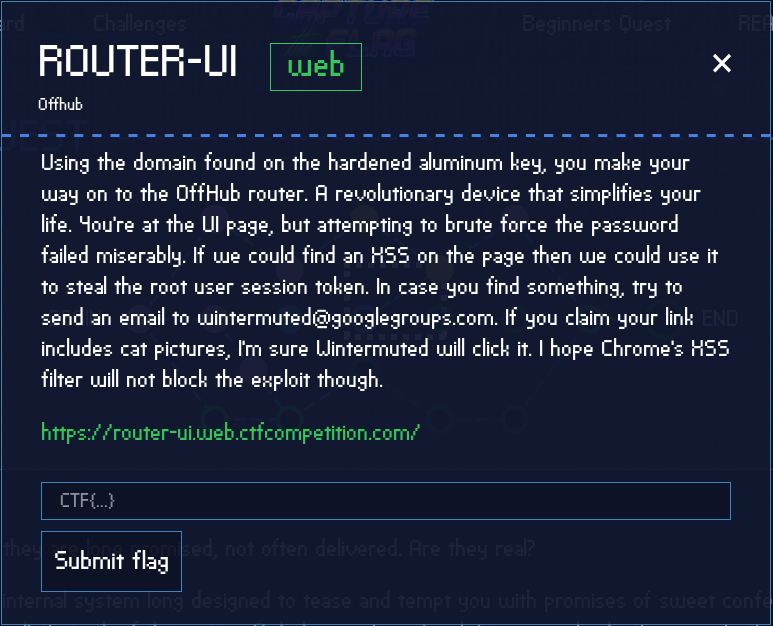 Challenges
CAPTURE
FLAG
Beginners Quest
ROUTER-UI
web
Offhub
Using the domain found on the hardened aluminum key, you make your
way on to the OffHub router. A revolutionary device that simplifies your
life. You're at the UI page, but attempting to brute force the password
failed miserably. If we could find an XSS on the page then we could use it
to steal the root user session token. In case you find something, try to
send an email to wintermuted@googlegroups.com. If you claim your link
END
includes cat pictures, I'm sure Wintermuted will click it. I hope Chrome's XSS
filter will not block the exploit though.
https://router-ui.web.ctfcompetition.com/
CTF{...}
Submit flag
they are long promised, not often delivered. Are they real?
internal system long designed to tease and tempt you with promises of sweet